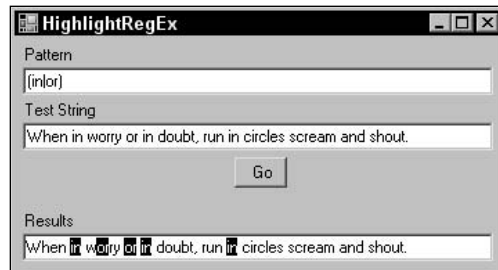 HighlightRegEx
Pattern
(in|or)
Test String
When in worry or in doubt, run in circles scream and shout.
Go
Results
When in worry or in doubt, run in circles scream and shout.